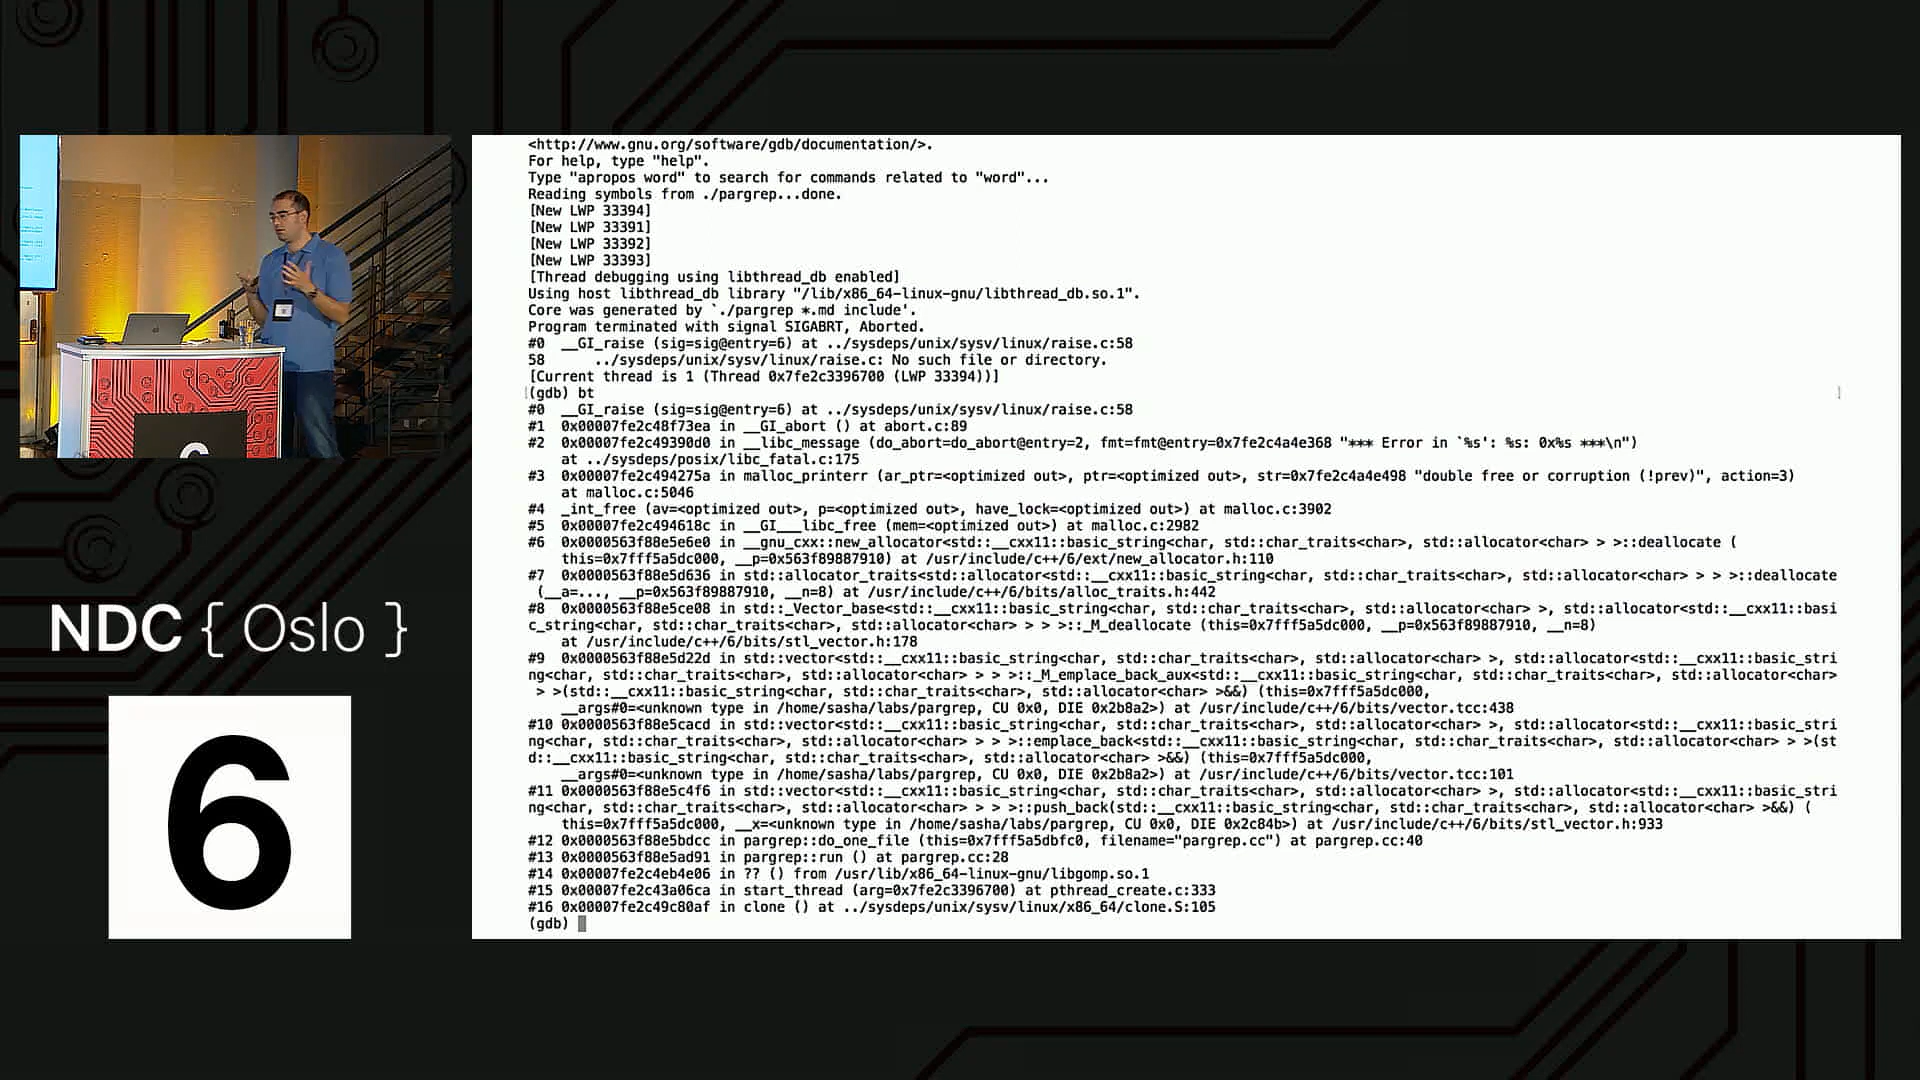 <http://www.gnu.org/software/gdb/documentation/>.
For help, type "help".
Type "apropos word" to search for commands related to "word"...
Reading symbols from ./pargrep...done.
[New LWP 33394]
[New LWP 33391]
[New LWP 33392]
[New LWP 33393]
[Thread debugging using libthread_db enabled]
Using host libthread_db library "/lib/x86_64-linux-gnu/libthread_db.so.1".
Core was generated by `./pargrep *.md include'.
Program terminated with signal SIGABRT, Aborted.
#0  __GI_raise (sig=sig@entry=6) at ../sysdeps/unix/sysv/linux/raise.c:58
58      ../sysdeps/unix/sysv/linux/raise.c: No such file or directory.
[Current thread is 1 (Thread 0x7fe2c3396700 (LWP 33394))]
(gdb) bt
#0  __GI_raise (sig=sig@entry=6) at ../sysdeps/unix/sysv/linux/raise.c:58
#1  0x00007fe2c48f73ea in __GI_abort () at abort.c:89
#2  0x00007fe2c49390d0 in __libc_message (do_abort=do_abort@entry=2, fmt=fmt@entry=0x7fe2c4a4e368 "*** Error in `%s': %s: 0x%s ***\n")
    at ../sysdeps/posix/libc_fatal.c:175
#3  0x00007fe2c494275a in malloc_printerr (ar_ptr=<optimized out>, ptr=<optimized out>, str=0x7fe2c4a4e498 "double free or corruption (!prev)", action=3)
    at malloc.c:5046
#4  _int_free (av=<optimized out>, p=<optimized out>, have_lock=<optimized out>) at malloc.c:3902
#5  0x00007fe2c494618c in __GI___libc_free (mem=<optimized out>) at malloc.c:2982
#6  0x0000563f88e5e6e0 in __gnu_cxx::new_allocator<std::__cxx11::basic_string<char, std::char_traits<char>, std::allocator<char> > >::deallocate (
    this=0x7fff5a5dc000, __p=0x563f89887910) at /usr/include/c++/6/ext/new_allocator.h:110
#7  0x0000563f88e5d636 in std::allocator_traits<std::allocator<std::__cxx11::basic_string<char, std::char_traits<char>, std::allocator<char> > > >::deallocate
 (__a=..., __p=0x563f89887910, __n=8) at /usr/include/c++/6/bits/alloc_traits.h:442
#8  0x0000563f88e5ce08 in std::_Vector_base<std::__cxx11::basic_string<char, std::char_traits<char>, std::allocator<char> >, std::allocator<std::__cxx11::basi
c_string<char, std::char_traits<char>, std::allocator<char> > > >::_M_deallocate (this=0x7fff5a5dc000, __p=0x563f89887910, __n=8)
    at /usr/include/c++/6/bits/stl_vector.h:178
#9  0x0000563f88e5d22d in std::vector<std::__cxx11::basic_string<char, std::char_traits<char>, std::allocator<char> >, std::allocator<std::__cxx11::basic_stri
ng<char, std::char_traits<char>, std::allocator<char> > > >::_M_emplace_back_aux<std::__cxx11::basic_string<char, std::char_traits<char>, std::allocator<char>
 > >(std::__cxx11::basic_string<char, std::char_traits<char>, std::allocator<char> >&&) (this=0x7fff5a5dc000,
    __args#0=<unknown type in /home/sasha/labs/pargrep, CU 0x0, DIE 0x2b8a2>) at /usr/include/c++/6/bits/vector.tcc:438
#10 0x0000563f88e5cacd in std::vector<std::__cxx11::basic_string<char, std::char_traits<char>, std::allocator<char> >, std::allocator<std::__cxx11::basic_stri
ng<char, std::char_traits<char>, std::allocator<char> > > >::emplace_back<std::__cxx11::basic_string<char, std::char_traits<char>, std::allocator<char> > >(st
d::__cxx11::basic_string<char, std::char_traits<char>, std::allocator<char> >&&) (this=0x7fff5a5dc000,
    __args#0=<unknown type in /home/sasha/labs/pargrep, CU 0x0, DIE 0x2b8a2>) at /usr/include/c++/6/bits/vector.tcc:101
#11 0x0000563f88e5c4f6 in std::vector<std::__cxx11::basic_string<char, std::char_traits<char>, std::allocator<char> >, std::allocator<std::__cxx11::basic_stri
ng<char, std::char_traits<char>, std::allocator<char> > > >::push_back(std::__cxx11::basic_string<char, std::char_traits<char>, std::allocator<char> >&&) (
    this=0x7fff5a5dc000, __x=<unknown type in /home/sasha/labs/pargrep, CU 0x0, DIE 0x2c84b>) at /usr/include/c++/6/bits/stl_vector.h:933
#12 0x0000563f88e5bdcc in pargrep::do_one_file (this=0x7fff5a5dbfc0, filename="pargrep.cc") at pargrep.cc:40
#13 0x0000563f88e5ad91 in pargrep::run () at pargrep.cc:28
#14 0x00007fe2c4eb4e06 in ?? () from /usr/lib/x86_64-linux-gnu/libgomp.so.1
#15 0x00007fe2c43a06ca in start_thread (arg=0x7fe2c3396700) at pthread_create.c:333
#16 0x00007fe2c49c80af in clone () at ../sysdeps/unix/sysv/linux/x86_64/clone.S:105
(gdb)
NDC { Oslo }
6